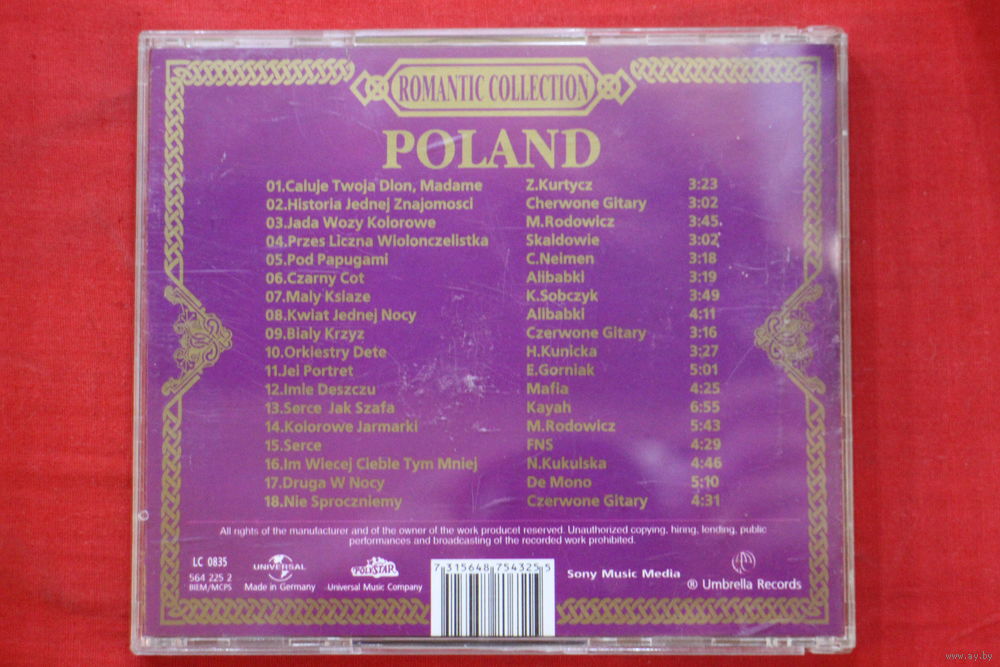 ROMANTIC COLLECTION
POLAND
01.Caluje Twoja Dlon, Madame Z.Kurtycz 3:23
02.Historia Jednej Znajomosci Cherwone Gitary 3:02
03.Jada Wozy Kolorowe M.Rodowicz 3:45
04.Przes Liczna Wiolonczelistka Skaldowie 3:02
05.Pod Papugami C.Neimen 3:18
06.Czarny Cot Alibabki 3:19
07.Maly Ksiaze K.Sobczyk 3:49
08.Kwiat Jednej Nocy Alibabki 4:11
09.Bialy Krzyz Czerwone Gitary 3:16
10.Orkiestry Dete H.Kunicka 3:27
11.Jei Portret E.Gorniak 5:01
12.Imie Deszczu Mafia 4:25
13.Serce Jak Szafa Kayah 6:55
14.Kolorowe Jarmarki M.Rodowicz 5:43
15.Serce FNS 4:29
16.Im Wiecej Cieble Tym Mniej N.Kukulska 4:46
17.Druga W Nocy De Mono 5:10
18.Nie Sproczniemy Czerwone Gitary 4:31
All rights of the manufacturer and of the owner of the work producet reserved. Unauthorized copying, hiring, lending, public
performances and broadcasting of the recorded work prohibited.
LC 0835
564 225 2
BIEM/MCPS
UNIVERSAL
Made in Germany
POLSKSTAR
Universal Music Company
7 315648 754325 5
Sony Music Media
® Umbrella Records
www.ay.by